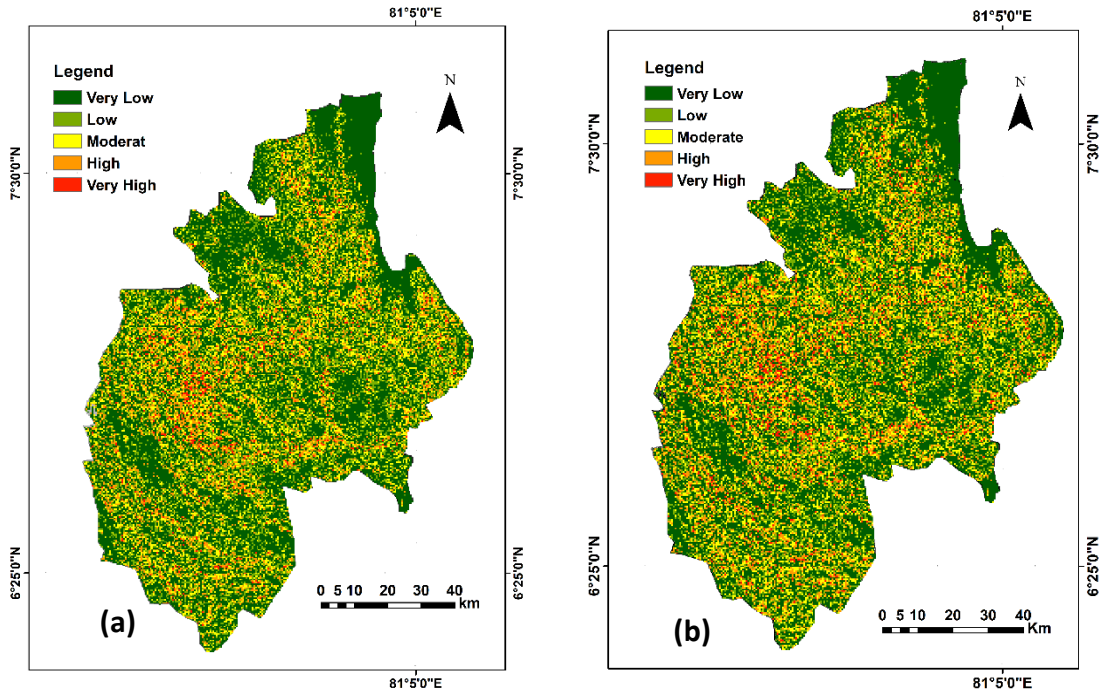 81°5'0"E
Legend
Very Low
Low
Moderat
High
Very High
N
7°30'0"N
7°30'0"N
6°25'0"N
6°25'0"N
0 5 10 20 30 40
km
(a)
81°5'0"E
81°5'0"E
Legend
Very Low
Low
Moderate
High
Very High
N
7°30'0"N
7°30'0"N
6°25'0"N
6°25'0"N
0 5 10 20 30 40
Km
(b)
81°5'0"E